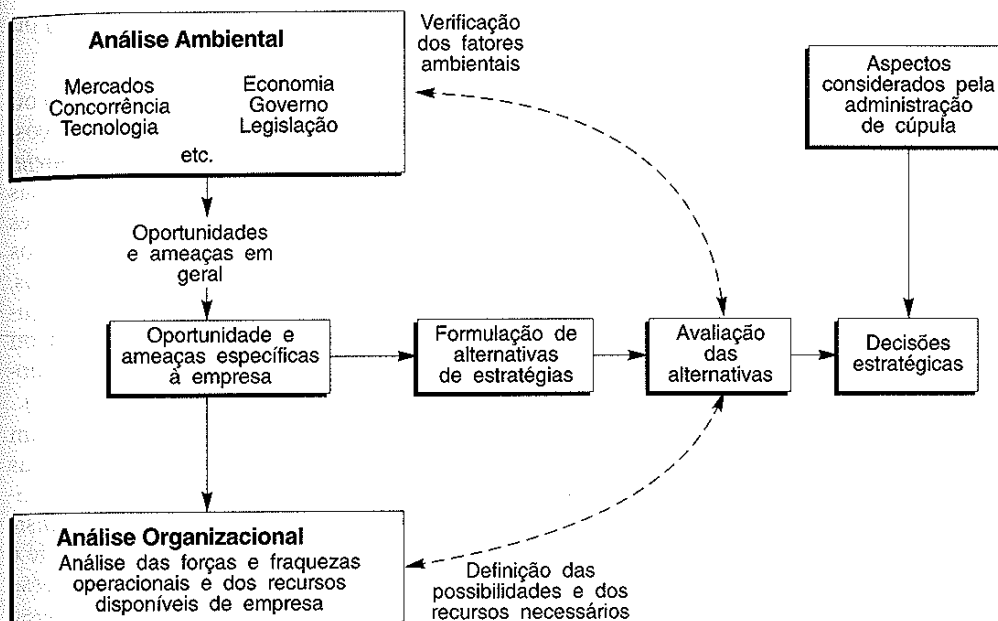 Análise Ambiental
Mercados
Concorrência
Tecnologia
Economia
Governo
Legislação
etc.
Verificação
dos fatores
ambientais
Aspectos
considerados pela
administração
de cúpula
Oportunidades
e ameaças em
geral
Oportunidade e
ameaças específicas
à empresa
Formulação de
alternativas
de estratégias
Avaliação
das
alternativas
Decisões
estratégicas
Análise Organizacional
Análise das forças e fraquezas
operacionais e dos recursos
disponíveis de empresa
Definição das
possibilidades e dos
recursos necessários